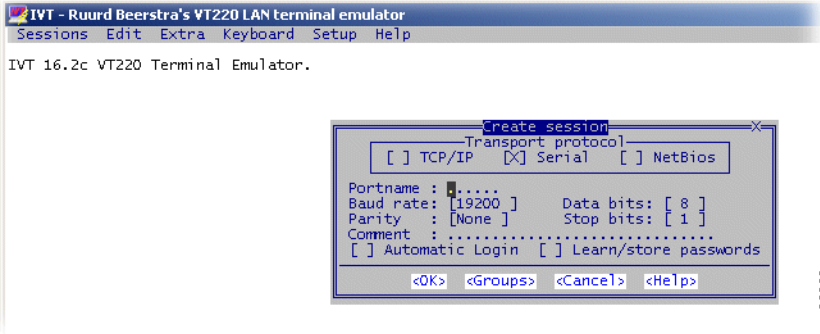 IVT - Ruurd Beerstra's VT220 LAN terminal emulator
Sessions Edit Extra Keyboard Setup Help
IVT 16.2c VT220 Terminal Emulator.
Create session X
Transport protocol
[ ] TCP/IP [X] Serial [ ] NetBios
Portname : ......
Baud rate: [19200 ] Data bits: [ 8 ]
Parity : [None ] Stop bits: [ 1 ]
Comment : ..............................
[ ] Automatic Login [ ] Learn/store passwords
<OK> <Groups> <Cancel> <Help>